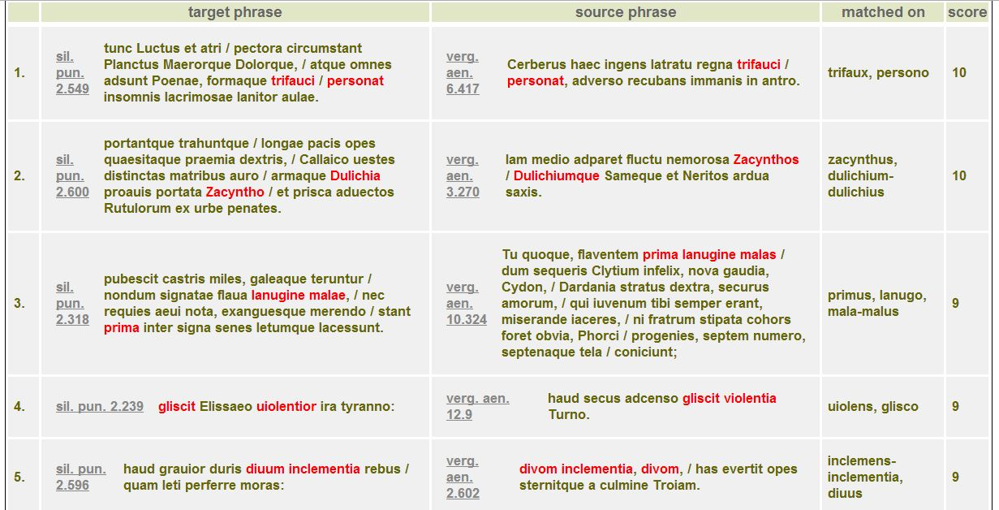 target phrase source phrase matched on score
1.
sil.
pun.
2.549
tunc Luctus et atri / pectora circumstant
Planctus Maerorque Dolorque, / atque omnes
adsunt Poenae, formaque trifauci / personat
insomnis lacrimosae Ianitor aulae.
verg.
aen.
6.417
Cerberus haec ingens latratu regna trifauci /
personat, adverso recubans immanis in antro.
trifaux, persono
10
2.
sil.
pun.
2.600
portantque trahuntque / longae pacis opes
quaesitaque praemia dextris, / Callaico uestes
distinctas matribus auro / armaque Dulichia
proauis portata Zacyntho / et prisca aduectos
Rutulorum ex urbe penates.
verg.
aen.
3.270
Iam medio adparet fluctu nemorosa Zacynthos
/ Dulichiumque Sameque et Neritos ardua
saxis.
zacynthus,
dulichium-
dulichius
10
3.
sil.
pun.
2.318
pubescit castris miles, galeaque teruntur /
nondum signatae flaua lanugine malae, / nec
requies aeui nota, exanguesque merendo / stant
prima inter signa senes letumque lacessunt.
verg.
aen.
10.324
Tu quoque, flaventem prima lanugine malas /
dum sequeris Clytium infelix, nova gaudia,
Cydon, / Dardania stratus dextra, securus
amorum, / qui iuvenum tibi semper erant,
miserande iaceres, / ni fratrum stipata cohors
foret obvia, Phorci / progenies, septem numero,
septenaque tela / coniciunt;
primus, lanugo,
mala-malus
9
4.
sil. pun. 2.239
gliscit Elissaeo uiolentior ira tyranno:
verg. aen.
12.9
haud secus adcenso gliscit violentia
Turno.
uiolens, glisco
9
5.
sil. pun.
2.596
haud grauior duris diuum inclementia rebus /
quam leti perferre moras:
verg.
aen.
2.602
divom inclementia, divom, / has evertit opes
sternitque a culmine Troiam.
inclemens-
inclementia,
diuus
9